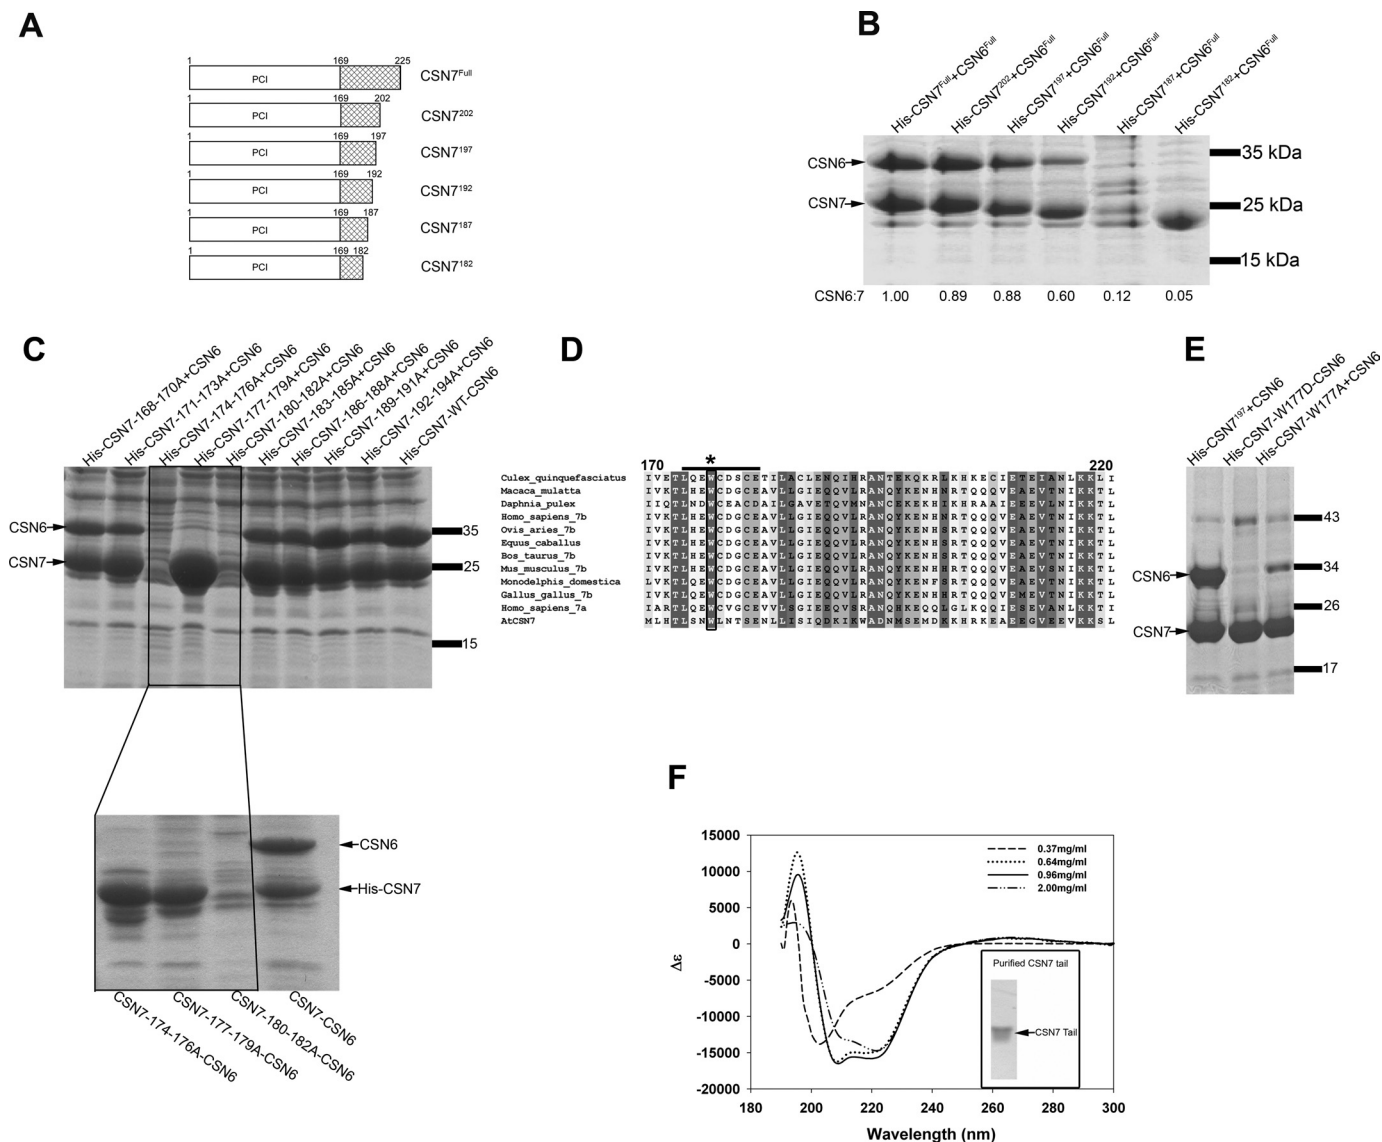 A
1 169 225
PCI
CSN7Full
1 169 202
PCI
CSN7202
1 169 197
PCI
CSN7197
1 169 192
PCI
CSN7192
1 169 187
PCI
CSN7187
1 169 182
PCI
CSN7182
B
His-CSN7Full+CSN6Full
His-CSN7202+CSN6Full
His-CSN7197+CSN6Full
His-CSN7192+CSN6Full
His-CSN7187+CSN6Full
His-CSN7182+CSN6Full
CSN6
CSN7
35 kDa
25 kDa
15 kDa
CSN6:7 1.00 0.89 0.88 0.60 0.12 0.05
C
His-CSN7-168-170A+CSN6
His-CSN7-171-173A+CSN6
His-CSN7-174-176A+CSN6
His-CSN7-177-179A+CSN6
His-CSN7-180-182A+CSN6
His-CSN7-183-185A+CSN6
His-CSN7-186-188A+CSN6
His-CSN7-189-191A+CSN6
His-CSN7-192-194A+CSN6
His-CSN7-WT-CSN6
CSN6
CSN7
35
25
15
CSN6
His-CSN7
CSN7-174-176A-CSN6
CSN7-177-179A-CSN6
CSN7-180-182A-CSN6
CSN7-CSN6
D
170 * 220
Culex_quinquefasciatus
Macaca_mulatta
Daphnia_pulex
Homo_sapiens_7b
Ovis_aries_7b
Equus_caballus
Bos_taurus_7b
Mus_musculus_7b
Monodelphis_domestica
Gallus_gallus_7b
Homo_sapiens_7a
AtCSN7
E
His-CSN7197+CSN6
His-CSN7-W177D-CSN6
His-CSN7-W177A+CSN6
CSN6
CSN7
43
34
26
17
F
Δε
15000
10000
5000
0
-5000
-10000
-15000
-20000
0.37mg/ml
0.64mg/ml
0.96mg/ml
2.00mg/ml
Purified CSN7 tail
CSN7 Tail
180 200 220 240 260 280 300
Wavelength (nm)